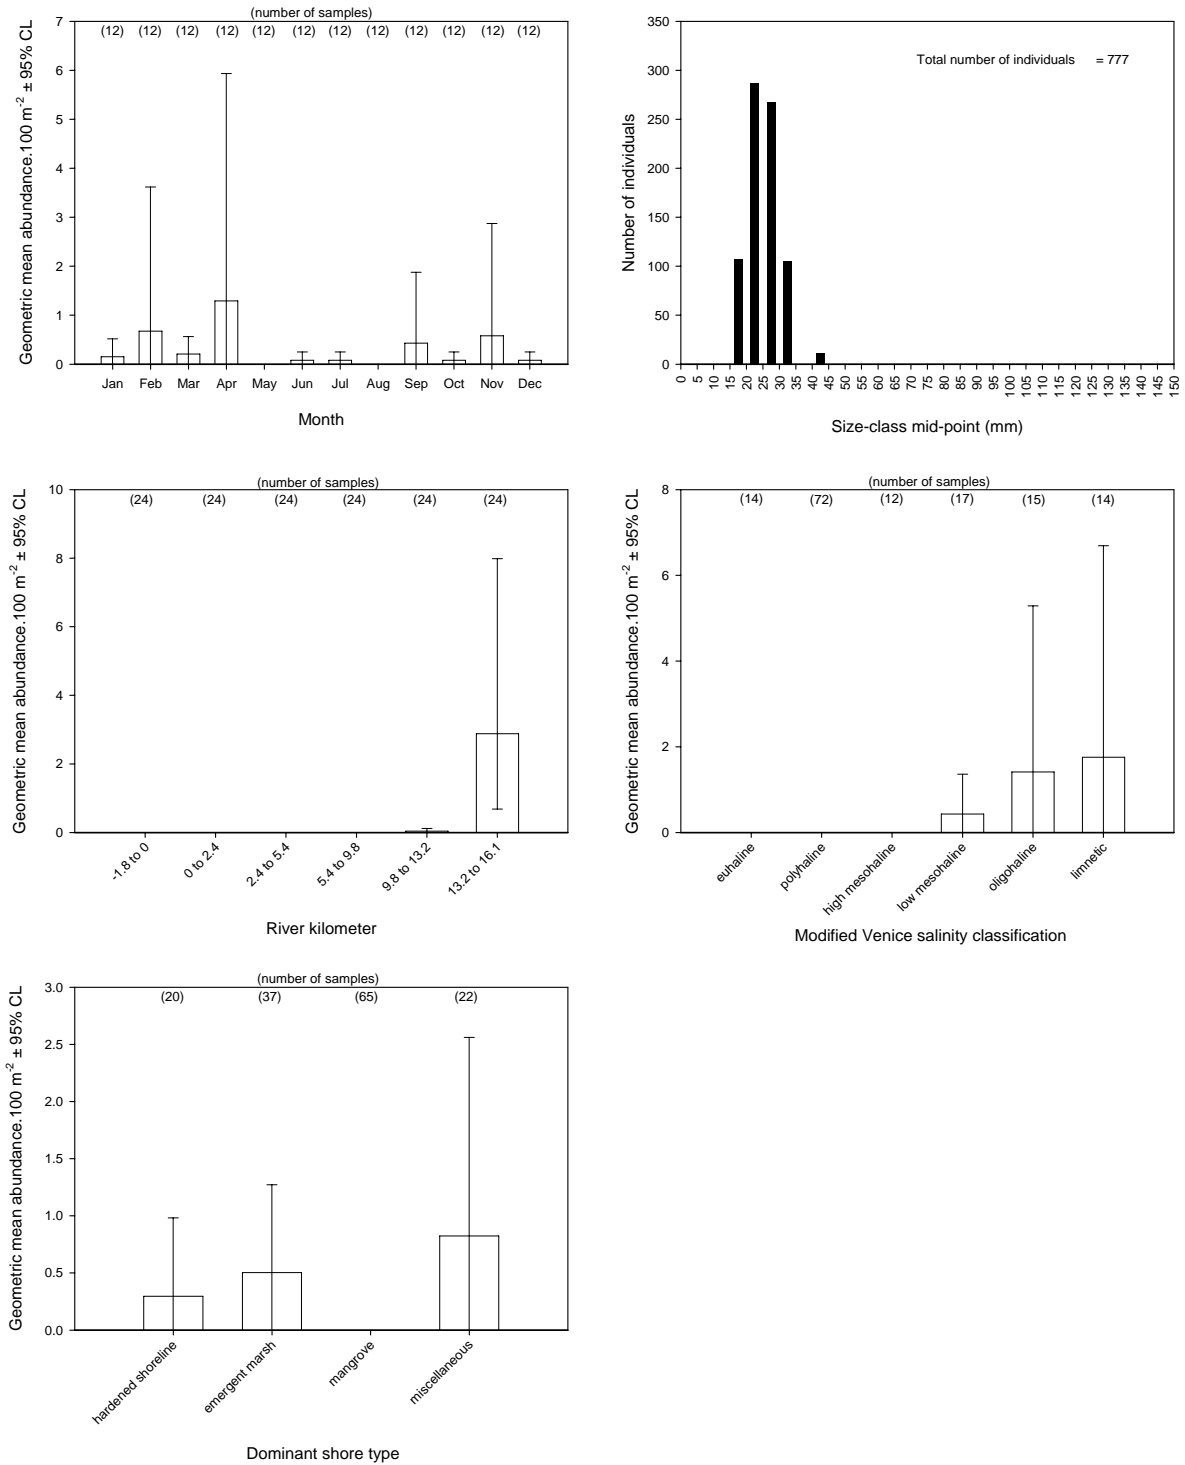 (number of samples)
(12) (12) (12) (12) (12) (12) (12) (12) (12) (12) (12) (12)
Geometric mean abundance.100 m-2 ± 95% CL
7
6
5
4
3
2
1
0
Jan Feb Mar Apr May Jun Jul Aug Sep Oct Nov Dec
Month
Total number of individuals = 777
Number of individuals
350
300
250
200
150
100
50
0
0 5 10 15 20 25 30 35 40 45 50 55 60 65 70 75 80 85 90 95 100 105 110 115 120 125 130 135 140 145 150
Size-class mid-point (mm)
(number of samples)
(24) (24) (24) (24) (24) (24)
Geometric mean abundance.100 m-2 ± 95% CL
10
8
6
4
2
0
-1.8 to 0
0 to 2.4
2.4 to 5.4
5.4 to 9.8
9.8 to 13.2
13.2 to 16.1
River kilometer
(number of samples)
(14) (72) (12) (17) (15) (14)
Geometric mean abundance.100 m-2 ± 95% CL
8
6
4
2
0
euhaline
polyhaline
high mesohaline
low mesohaline
oligohaline
limnetic
Modified Venice salinity classification
(number of samples)
(20) (37) (65) (22)
Geometric mean abundance.100 m-2 ± 95% CL
3.0
2.5
2.0
1.5
1.0
0.5
0.0
hardened shoreline
emergent marsh
mangrove
miscellaneous
Dominant shore type